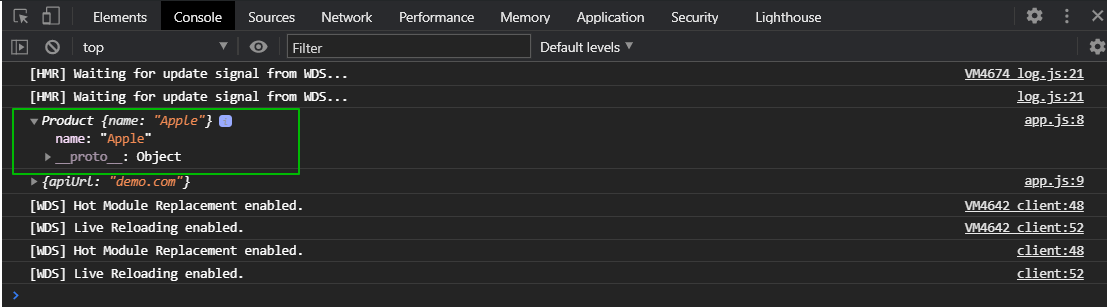 Elements Console Sources Network Performance Memory Application Security Lighthouse
top Filter Default levels
[HMR] Waiting for update signal from WDS... VM4674 log.js:21
[HMR] Waiting for update signal from WDS... log.js:21
Product {name: "Apple"} i app.js:8
name: "Apple"
__proto__: Object
{apiUrl: "demo.com"} app.js:9
[WDS] Hot Module Replacement enabled. VM4642 client:48
[WDS] Live Reloading enabled. VM4642 client:52
[WDS] Hot Module Replacement enabled. client:48
[WDS] Live Reloading enabled. client:52